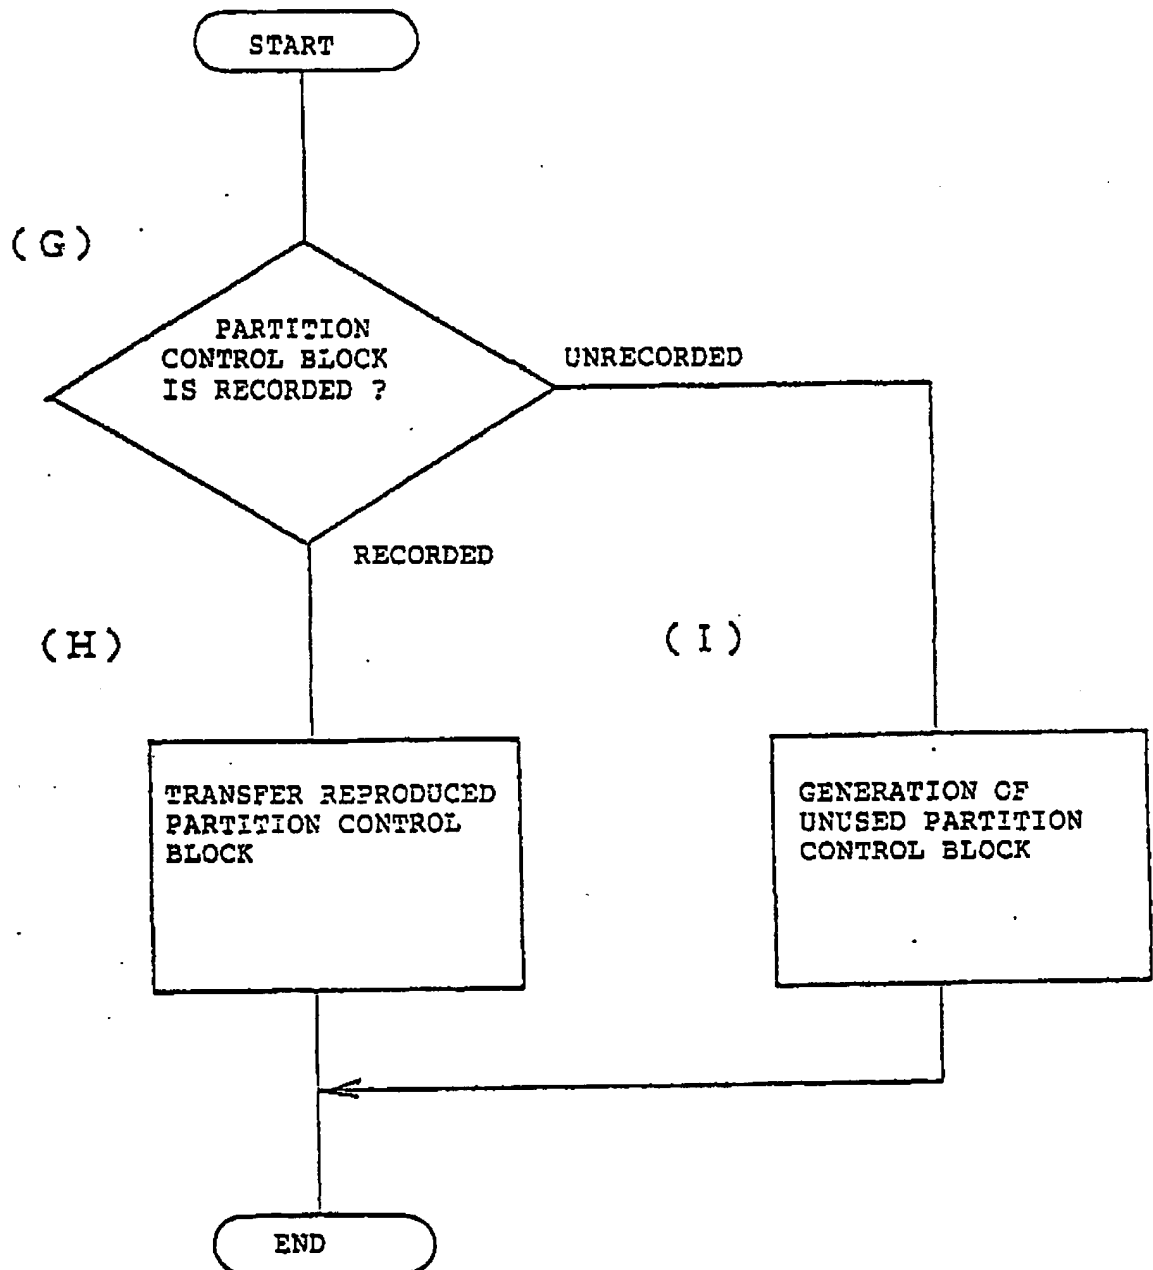 START
(G)
PARTITION
CONTROL BLOCK
IS RECORDED ?
UNRECORDED
RECORDED
(H)
(I)
TRANSFER REPRODUCED
PARTITION CONTROL
BLOCK
GENERATION OF
UNUSED PARTITION
CONTROL BLOCK
END